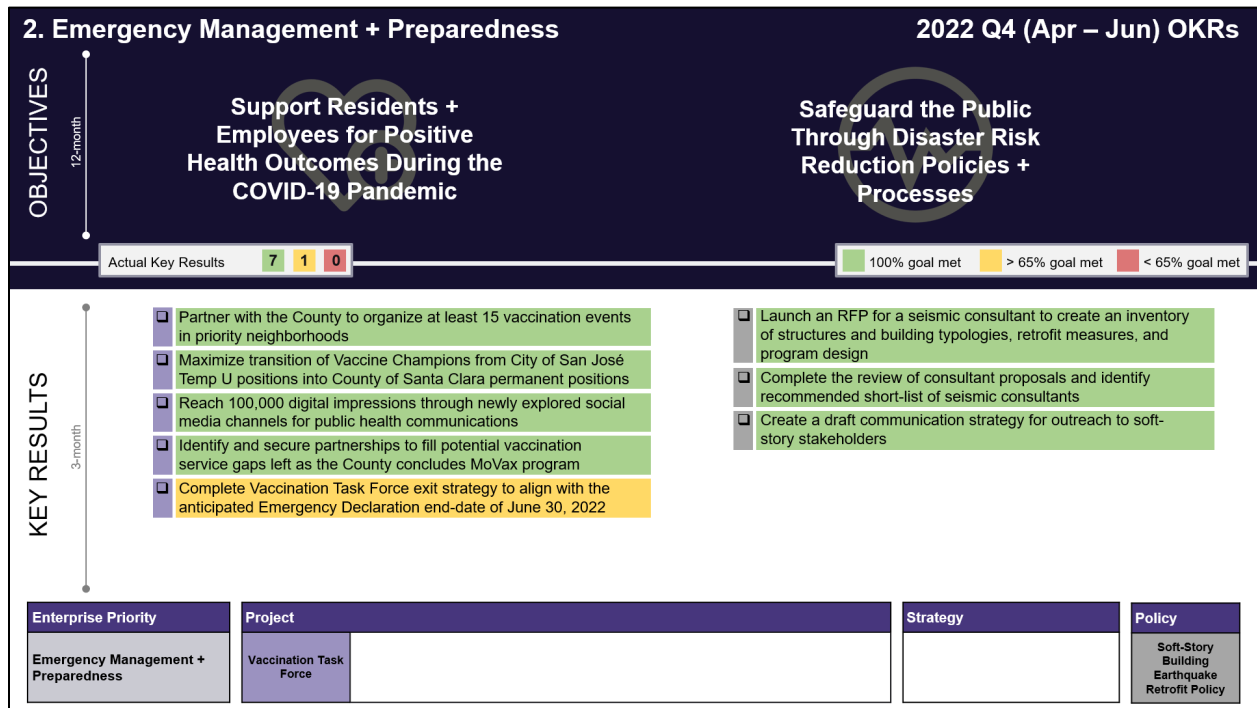 2. Emergency Management + Preparedness
2022 Q4 (Apr – Jun) OKRs
OBJECTIVES
12-month
Support Residents +
Employees for Positive
Health Outcomes During the
COVID-19 Pandemic
Safeguard the Public
Through Disaster Risk
Reduction Policies +
Processes
Actual Key Results 7 1 0
100% goal met > 65% goal met < 65% goal met
KEY RESULTS
3-month
Partner with the County to organize at least 15 vaccination events
in priority neighborhoods
Maximize transition of Vaccine Champions from City of San José
Temp U positions into County of Santa Clara permanent positions
Reach 100,000 digital impressions through newly explored social
media channels for public health communications
Identify and secure partnerships to fill potential vaccination
service gaps left as the County concludes MoVax program
Complete Vaccination Task Force exit strategy to align with the
anticipated Emergency Declaration end-date of June 30, 2022
Launch an RFP for a seismic consultant to create an inventory
of structures and building typologies, retrofit measures, and
program design
Complete the review of consultant proposals and identify
recommended short-list of seismic consultants
Create a draft communication strategy for outreach to soft-
story stakeholders
Enterprise Priority
Emergency Management +
Preparedness
Project
Vaccination Task
Force
Strategy
Policy
Soft-Story
Building
Earthquake
Retrofit Policy